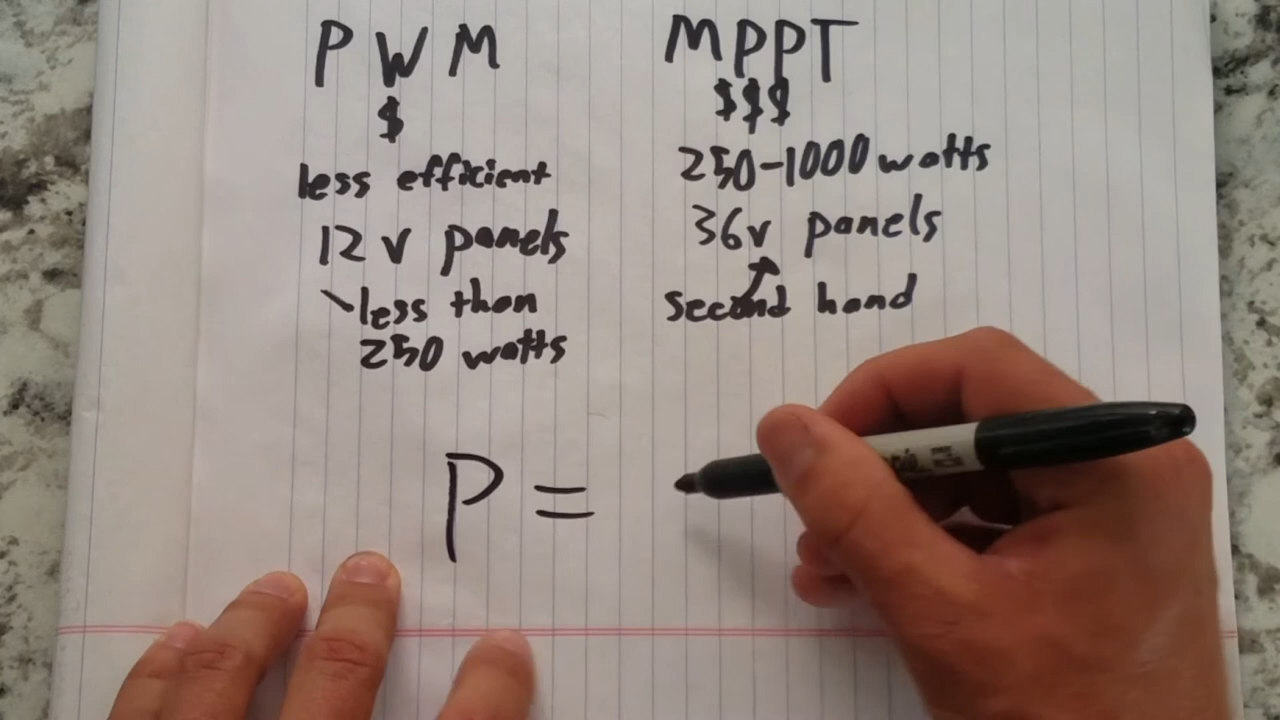 PWM
$
less efficient
12v panels
less than
250 watts
MPPT
$$$
250-1000 watts
36v panels
second hand
P =